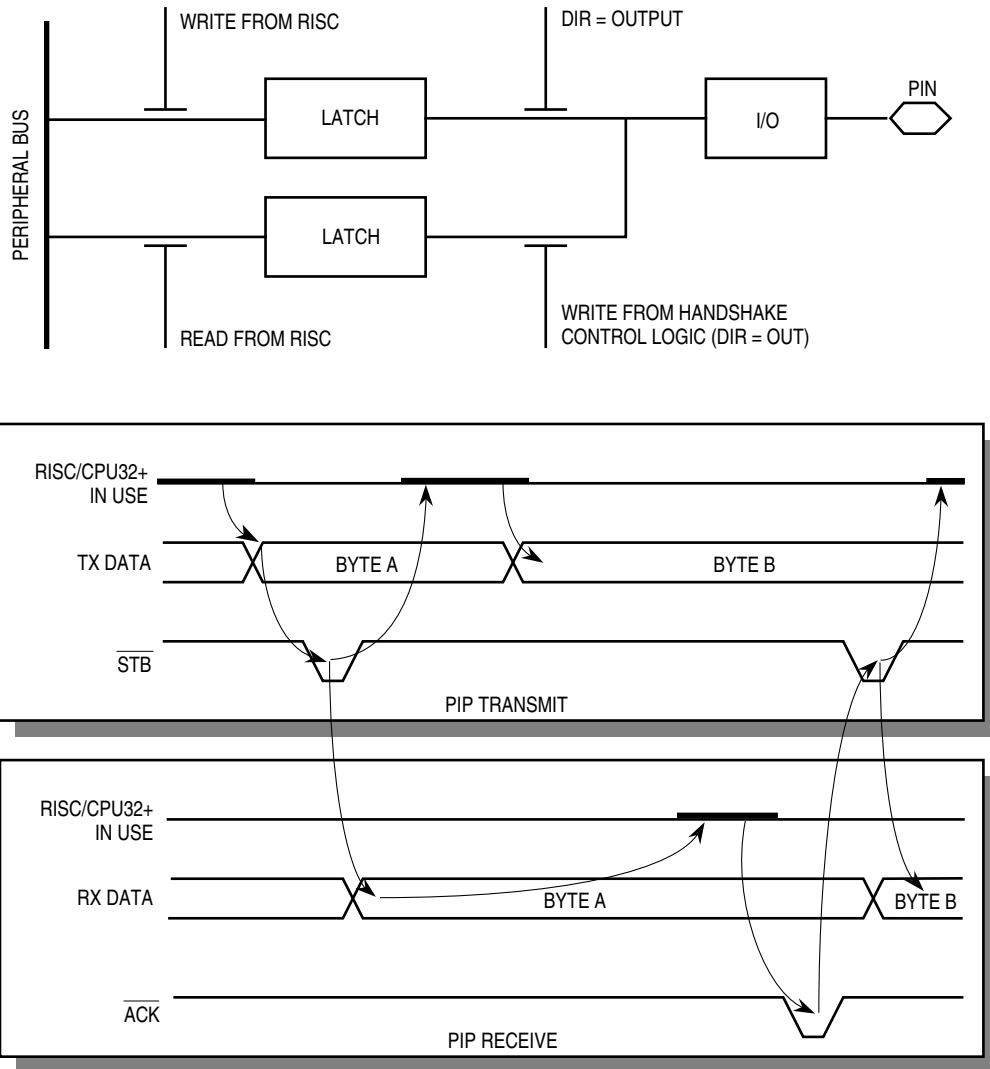 WRITE FROM RISC
DIR = OUTPUT
PERIPHERAL BUS
LATCH
I/O
PIN
LATCH
READ FROM RISC
WRITE FROM HANDSHAKE
CONTROL LOGIC (DIR = OUT)
RISC/CPU32+
IN USE
TX DATA
BYTE A
BYTE B
STB
PIP TRANSMIT
RISC/CPU32+
IN USE
RX DATA
BYTE A
BYTE B
ACK
PIP RECEIVE